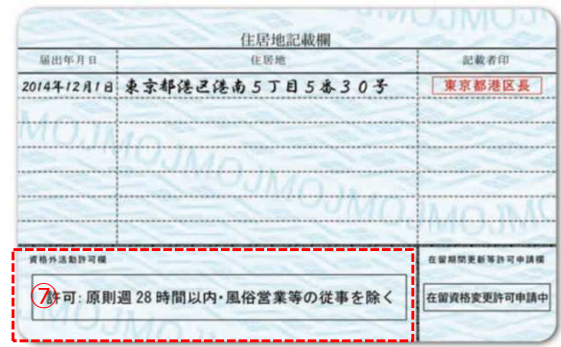 住居地記載欄
届出年月日 住居地 記載者印
2014年12月1日 東京都港区港南5丁目5番30号 東京都港区長
MOJMOJMOJMOJMOJ
資格外活動許可欄 在留期間更新等許可申請欄
⑦許可:原則週28時間以内・風俗営業等の従事を除く 在留資格変更許可申請中